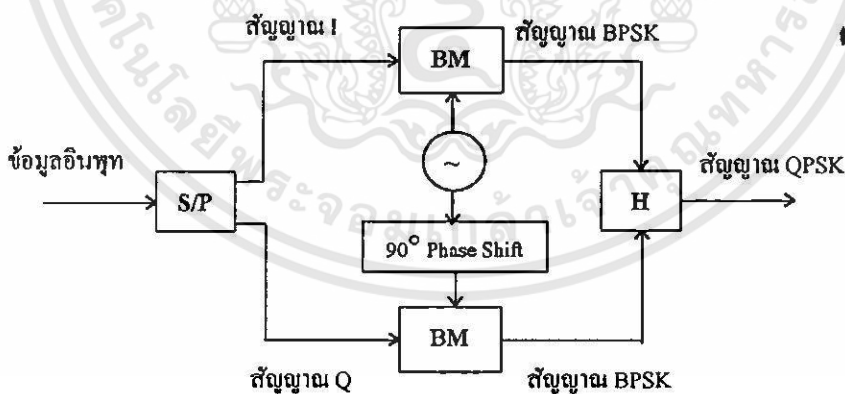 สัญญาณ I
สัญญาณ BPSK
BM
ข้อมูลอินพุท
S/P
~
สัญญาณ QPSK
H
90° Phase Shift
BM
สัญญาณ Q
สัญญาณ BPSK